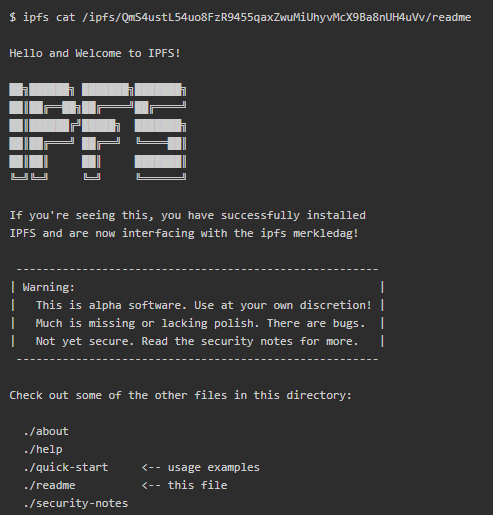 $ ipfs cat /ipfs/QmS4ustL54uo8FzR9455qaxZwuMiUhyvMcX9Ba8nUH4uVv/readme
Hello and Welcome to IPFS!
██╗██████╗ ███████╗███████╗
██║██╔══██╗██╔════╝██╔════╝
██║██████╔╝█████╗  ███████╗
██║██╔═══╝ ██╔══╝  ╚════██║
██║██║     ██║     ███████║
╚═╝╚═╝     ╚═╝     ╚══════╝
If you're seeing this, you have successfully installed
IPFS and are now interfacing with the ipfs merkledag!
 -------------------------------------------------------
| Warning:                                              |
|   This is alpha software. Use at your own discretion! |
|   Much is missing or lacking polish. There are bugs.  |
|   Not yet secure. Read the security notes for more.   |
 -------------------------------------------------------
Check out some of the other files in this directory:
  ./about
  ./help
  ./quick-start     <-- usage examples
  ./readme          <-- this file
  ./security-notes